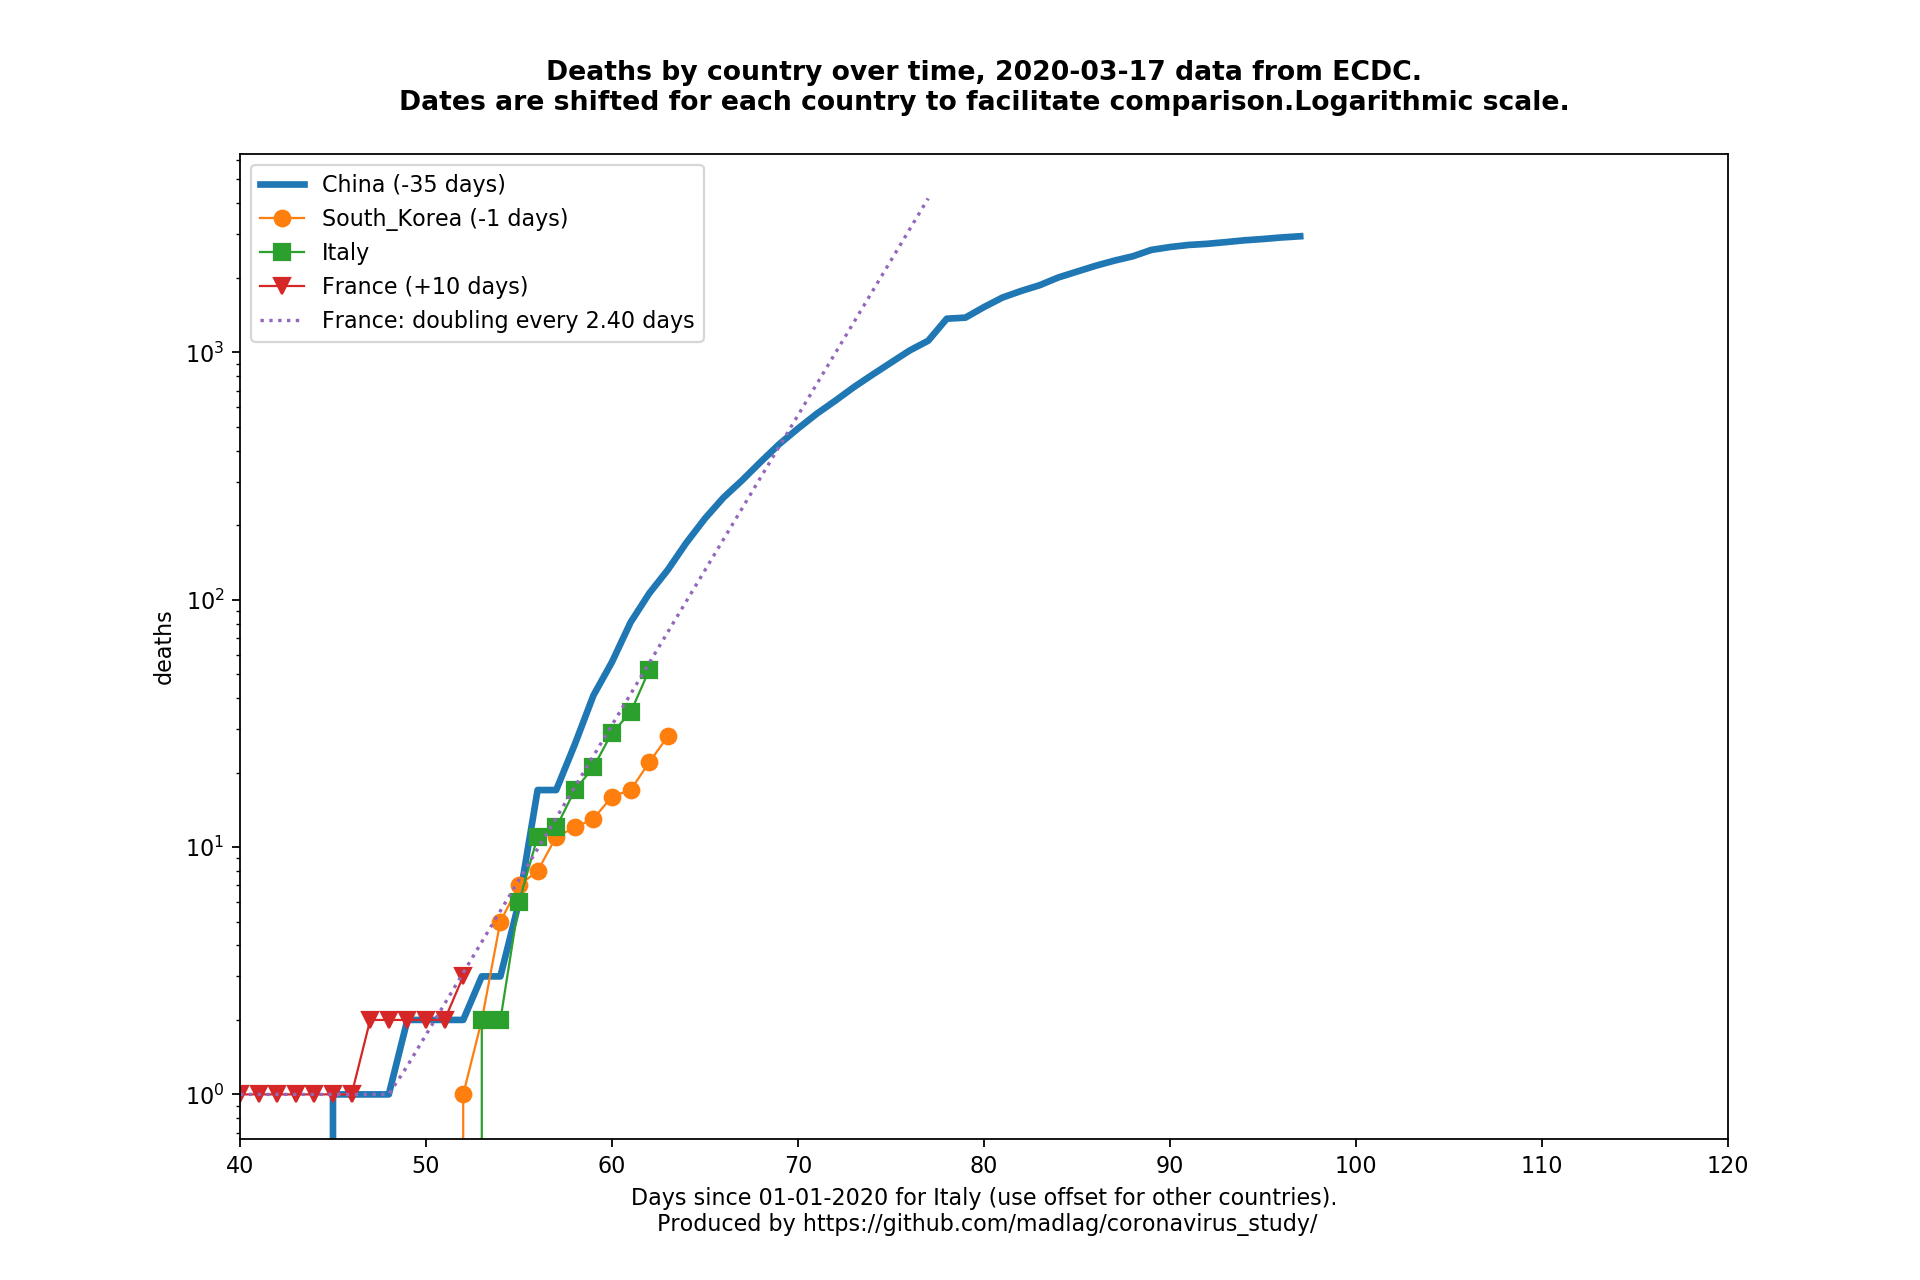 Deaths by country over time, 2020-03-17 data from ECDC.
Dates are shifted for each country to facilitate comparison.Logarithmic scale.
China (-35 days)
South_Korea (-1 days)
Italy
France (+10 days)
France: doubling every 2.40 days
10³
10²
10¹
10⁰
deaths
40 50 60 70 80 90 100 110 120
Days since 01-01-2020 for Italy (use offset for other countries).
Produced by https://github.com/madlag/coronavirus_study/